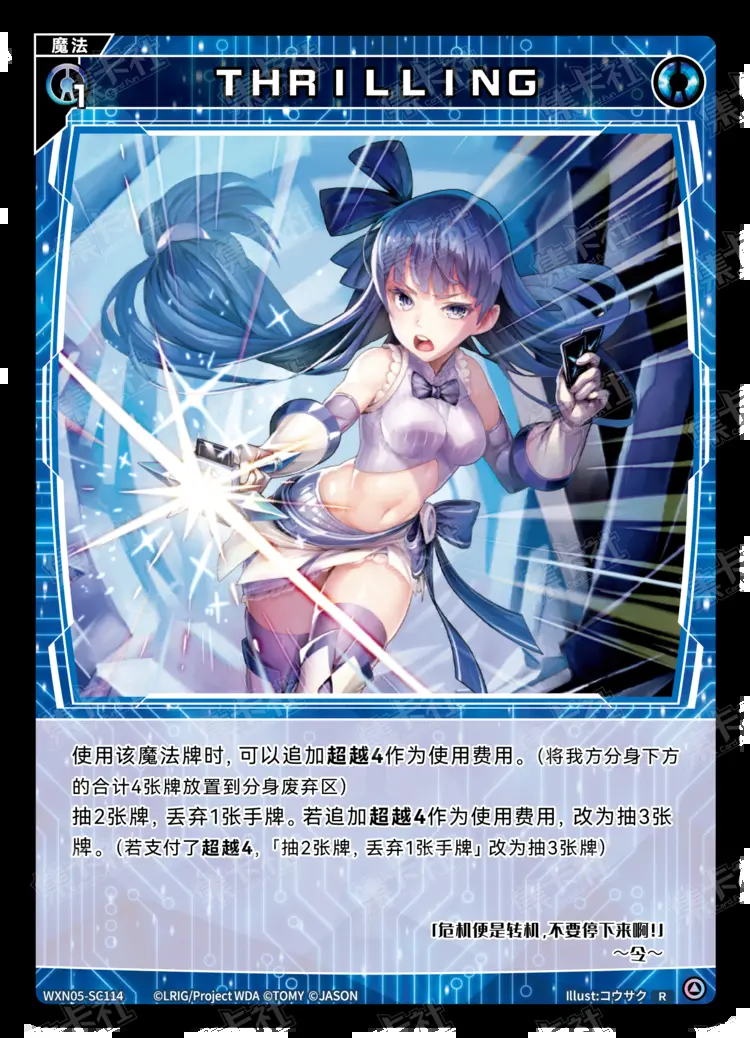 魔法
1
THRILLING
使用该魔法牌时,可以追加超越4作为使用费用。(将我方分身下方
的合计4张牌放置到分身废弃区)
抽2张牌,丢弃1张手牌。若追加超越4作为使用费用,改为抽3张
牌。(若支付了超越4,「抽2张牌,丢弃1张手牌」改为抽3张牌)
「危机便是转机,不要停下来啊!」
~令~
WXN05-SC114 ©LRIG/Project WDA ©TOMY ©JASON Illust:コウサク R
集卡社